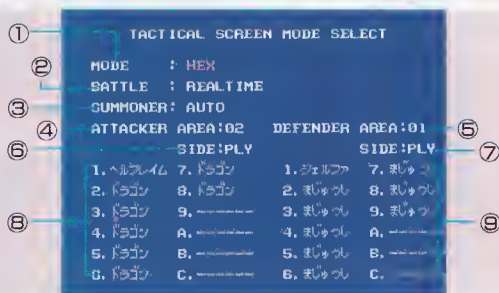 ① TACTICAL SCREEN MODE SELECT
② MODE : HEX
BATTLE : REALTIME
③ SUMMONER: AUTO
④ ATTACKER AREA:02 DEFENDER AREA:01 ⑤
⑥ SIDE:PLY SIDE:PLY ⑦
1. ヘルフレイム 7. ドラゴン 1. ジェルファ 7. まじゅつし
2. ドラゴン 8. ドラゴン 2. まじゅつし 8. まじゅつし
⑧ 3. ドラゴン 9. 3. まじゅつし 9. まじゅつし ⑨
4. ドラゴン A. 4. まじゅつし A.
5. ドラゴン B. 5. まじゅつし B.
6. ドラゴン C. 6. まじゅつし C.